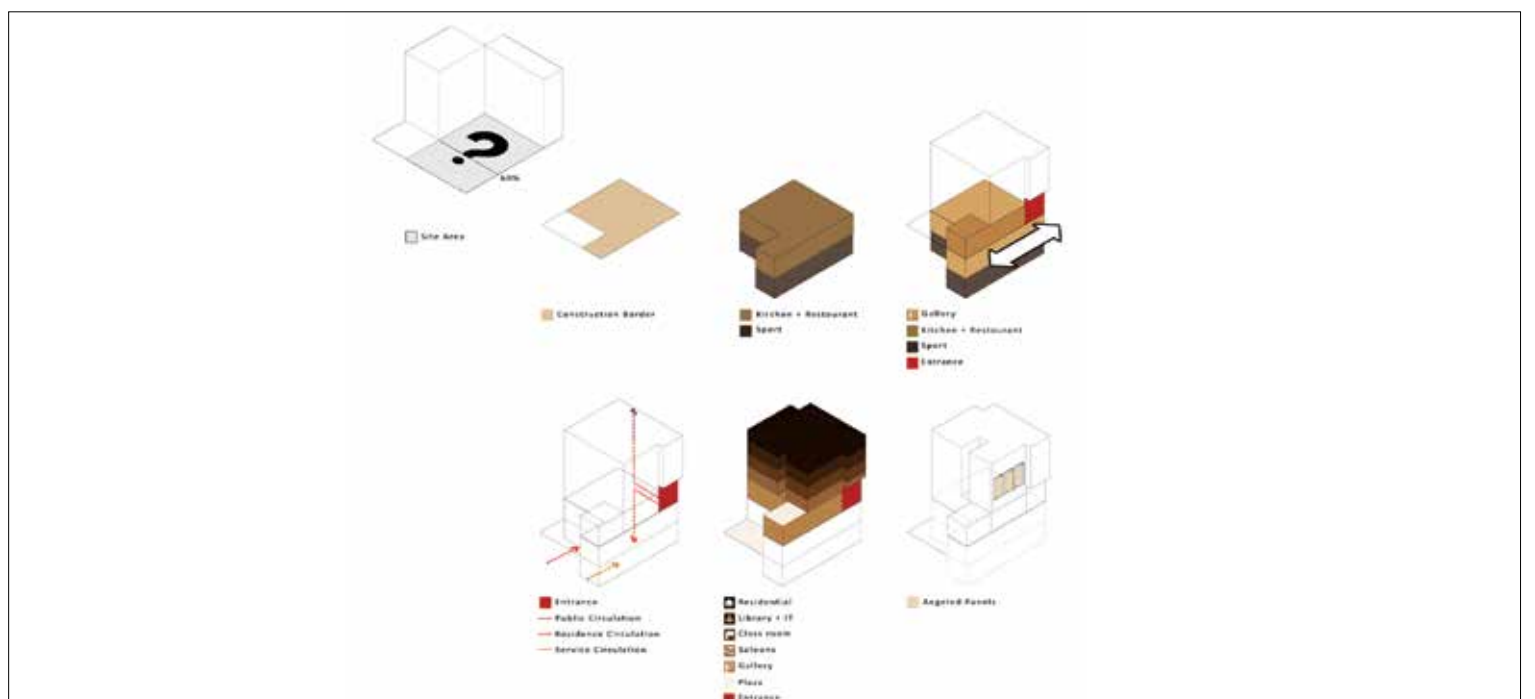 ?
60%
Site Area
Construction Border
Kitchen + Restaurant
Sport
Gallery
Kitchen + Restaurant
Sport
Entrance
Entrance
Public Circulation
Residence Circulation
Service Circulation
Residential
Library + IT
Class room
Saloons
Gallery
Plaza
Entrance
Angeled Panels